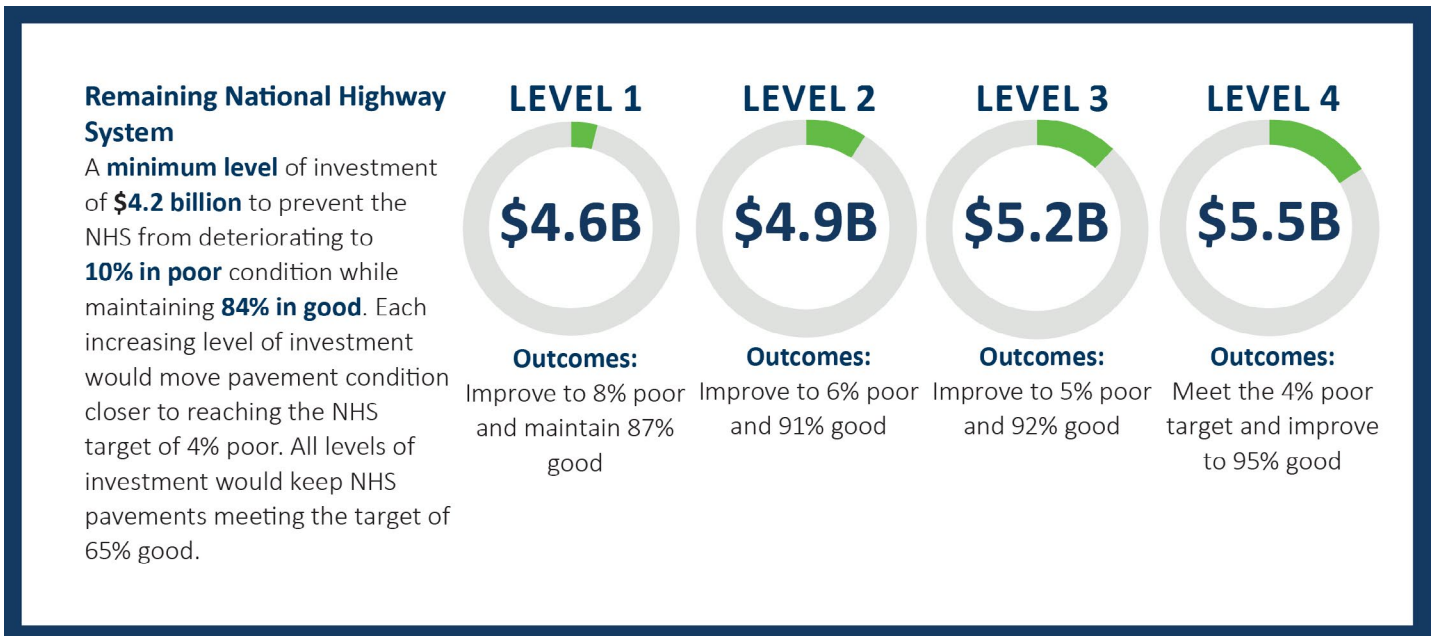 Remaining National Highway
System
A minimum level of investment
of $4.2 billion to prevent the
NHS from deteriorating to
10% in poor condition while
maintaining 84% in good. Each
increasing level of investment
would move pavement condition
closer to reaching the NHS
target of 4% poor. All levels of
investment would keep NHS
pavements meeting the target of
65% good.
LEVEL 1
$4.6B
Outcomes:
Improve to 8% poor
and maintain 87%
good
LEVEL 2
$4.9B
Outcomes:
Improve to 6% poor
and 91% good
LEVEL 3
$5.2B
Outcomes:
Improve to 5% poor
and 92% good
LEVEL 4
$5.5B
Outcomes:
Meet the 4% poor
target and improve
to 95% good